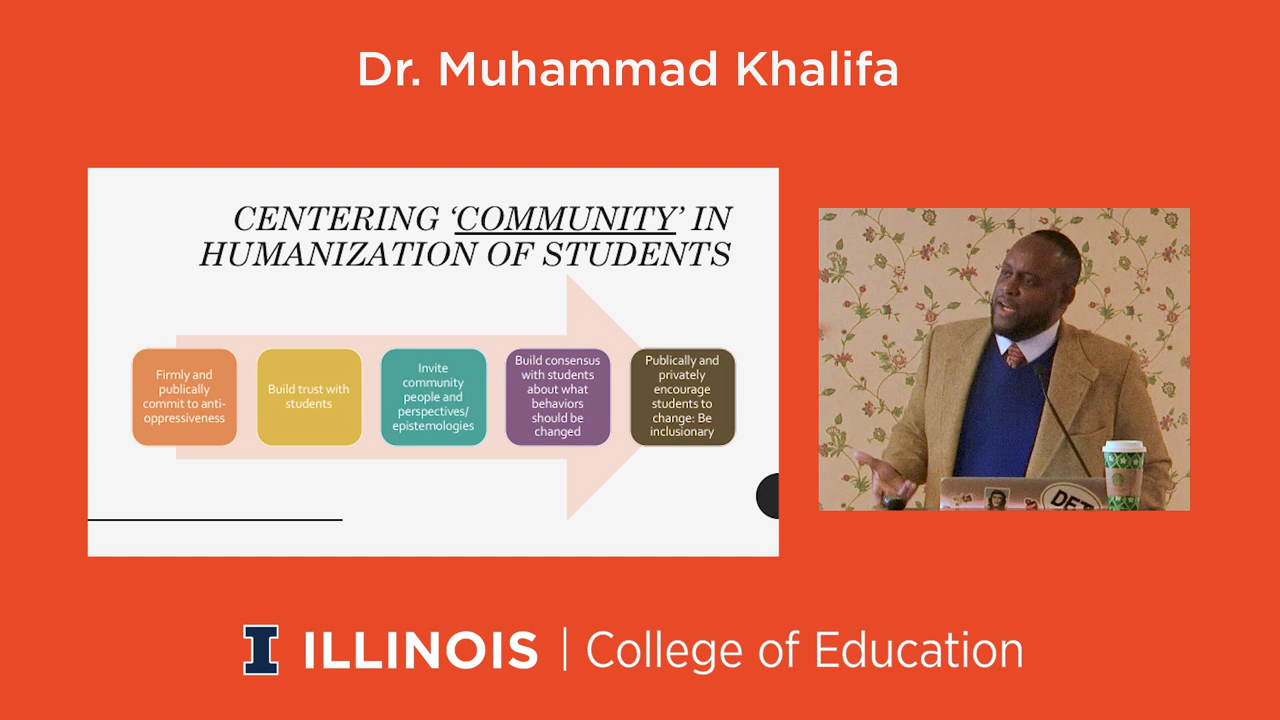 Dr. Muhammad Khalifa
CENTERING ‘COMMUNITY’ IN
HUMANIZATION OF STUDENTS
Firmly and
publically
commit to anti-
oppressiveness
Build trust with
students
Invite
community
people and
perspectives/
epistemologies
Build consensus
with students
about what
behaviors
should be
changed
Publically and
privately
encourage
students to
change: Be
inclusionary
DET
I ILLINOIS | College of Education